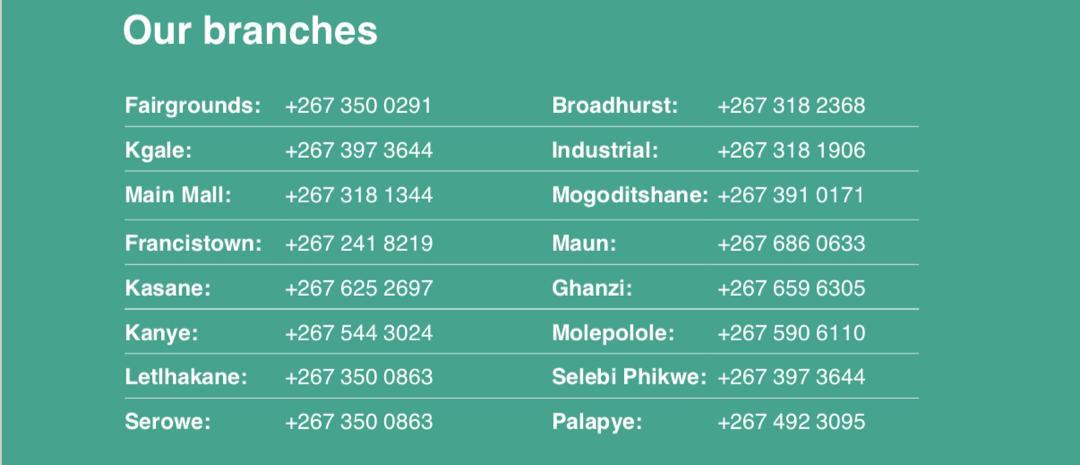 Our branches
Fairgrounds: +267 350 0291 Broadhurst: +267 318 2368
Kgale: +267 397 3644 Industrial: +267 318 1906
Main Mall: +267 318 1344 Mogoditshane: +267 391 0171
Francistown: +267 241 8219 Maun: +267 686 0633
Kasane: +267 625 2697 Ghanzi: +267 659 6305
Kanye: +267 544 3024 Molepolole: +267 590 6110
Letlhakane: +267 350 0863 Selebi Phikwe: +267 397 3644
Serowe: +267 350 0863 Palapye: +267 492 3095